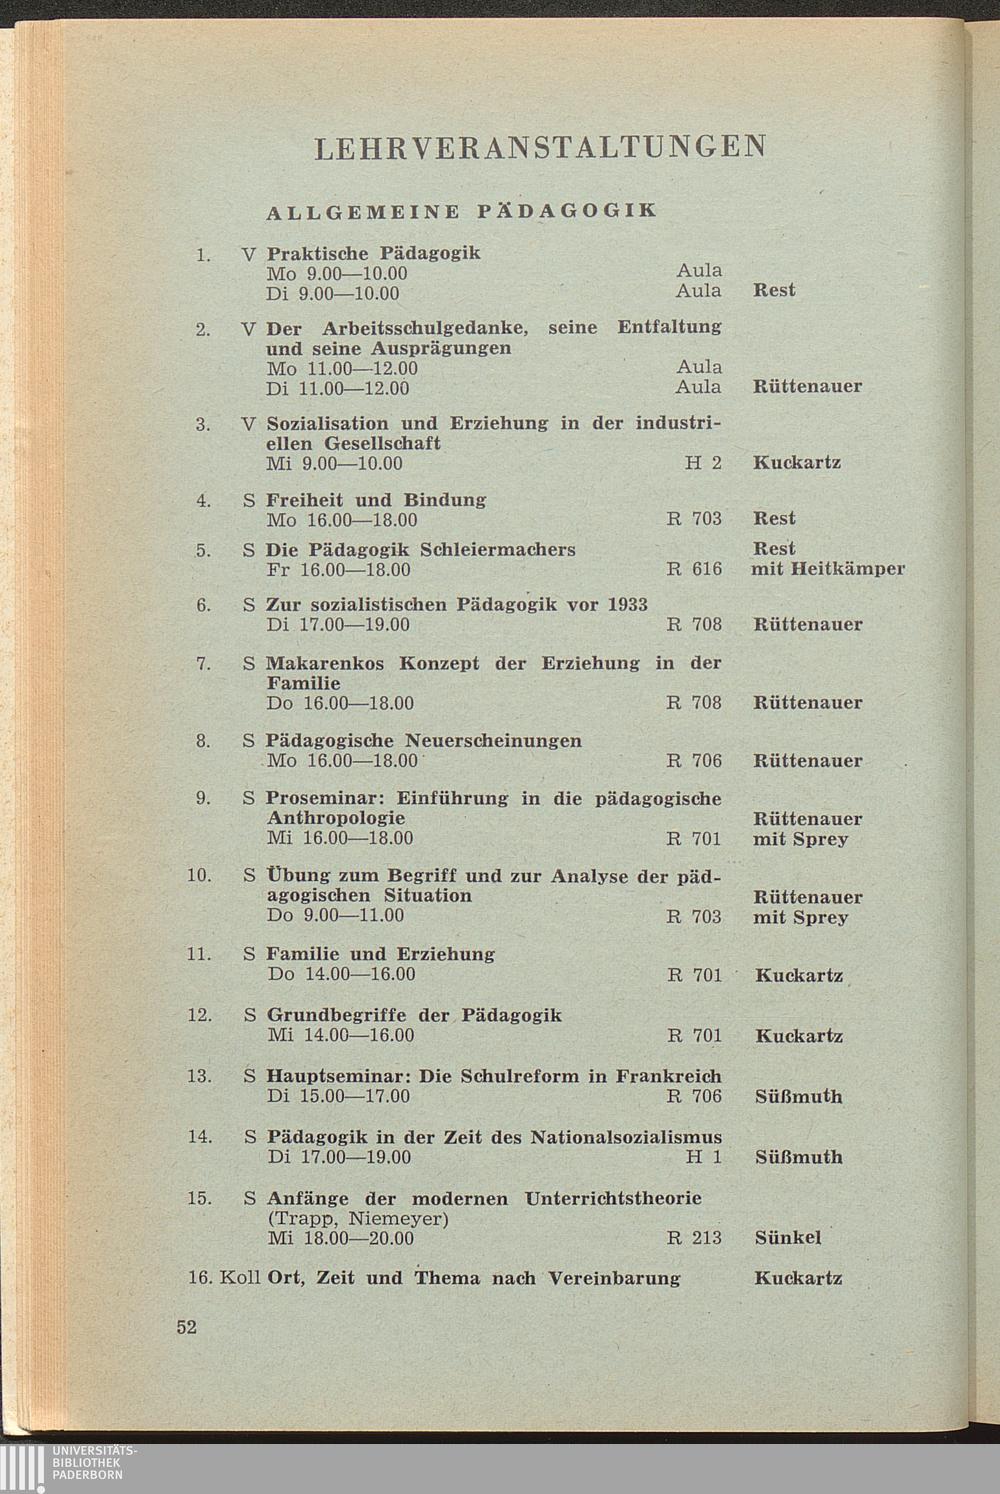 LEHRVERANSTALTUNGEN
ALLGEMEINE PÄDAGOGIK
1. V Praktische Pädagogik
Mo 9.00—10.00 Aula
Di 9.00—10.00 Aula Rest
2. V Der Arbeitsschulgedanke, seine Entfaltung
und seine Ausprägungen
Mo 11.00—12.00 Aula
Di 11.00—12.00 Aula Rüttenauer
3. V Sozialisation und Erziehung in der industri-
ellen Gesellschaft
Mi 9.00—10.00 H 2 Kuckartz
4. S Freiheit und Bindung
Mo 16.00—18.00 R 703 Rest
5. S Die Pädagogik Schleiermachers Rest
Fr 16.00—18.00 R 616 mit Heitkämper
6. S Zur sozialistischen Pädagogik vor 1933
Di 17.00—19.00 R 708 Rüttenauer
7. S Makarenkos Konzept der Erziehung in der
Familie
Do 16.00—18.00 R 708 Rüttenauer
8. S Pädagogische Neuerscheinungen
Mo 16.00—18.00 R 706 Rüttenauer
9. S Proseminar: Einführung in die pädagogische
Anthropologie Rüttenauer
Mi 16.00—18.00 R 701 mit Sprey
10. S Übung zum Begriff und zur Analyse der päd-
agogischen Situation Rüttenauer
Do 9.00—11.00 R 703 mit Sprey
11. S Familie und Erziehung
Do 14.00—16.00 R 701 Kuckartz
12. S Grundbegriffe der Pädagogik
Mi 14.00—16.00 R 701 Kuckartz
13. S Hauptseminar: Die Schulreform in Frankreich
Di 15.00—17.00 R 706 Süßmuth
14. S Pädagogik in der Zeit des Nationalsozialismus
Di 17.00—19.00 H 1 Süßmuth
15. S Anfänge der modernen Unterrichtstheorie
(Trapp, Niemeyer)
Mi 18.00—20.00 R 213 Sünkel
16. Koll Ort, Zeit und Thema nach Vereinbarung Kuckartz
52
UNIVERSITÄTS-
BIBLIOTHEK
PADERBORN